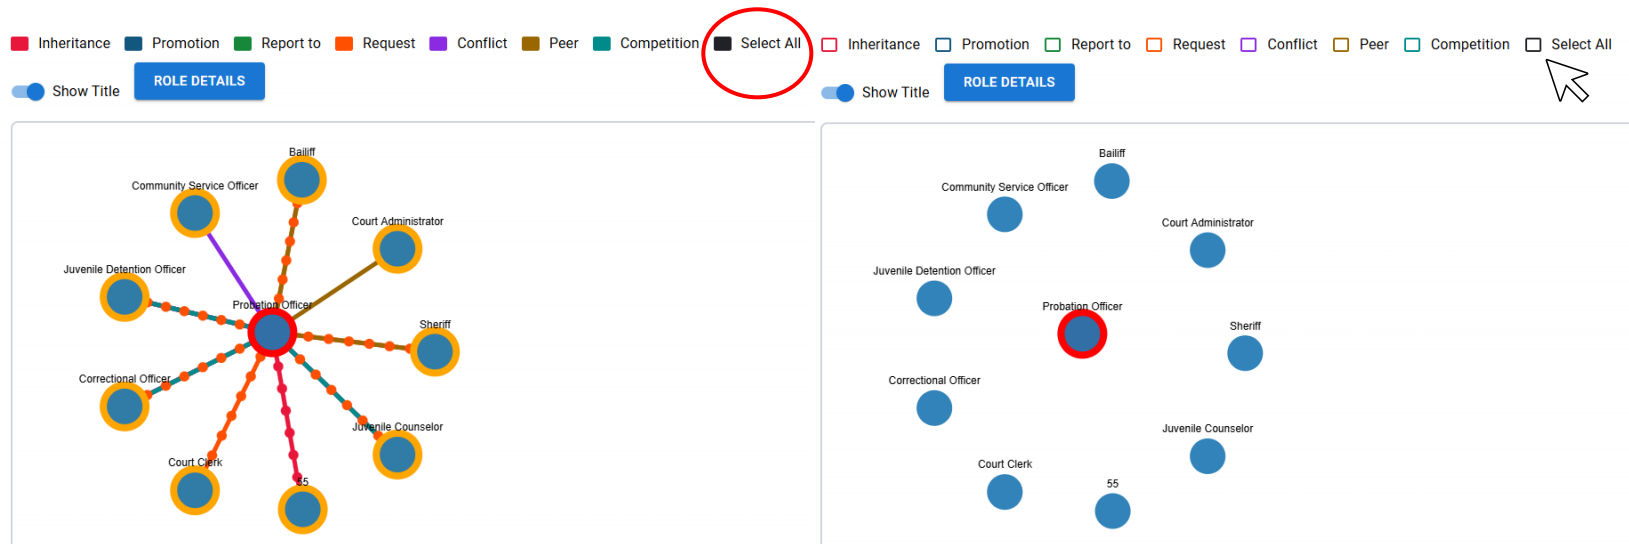 Inheritance Promotion Report to Request Conflict Peer Competition Select All
Show Title ROLE DETAILS
Bailiff
Community Service Officer
Court Administrator
Juvenile Detention Officer
Probation Officer
Sheriff
Correctional Officer
Juvenile Counselor
Court Clerk
55
Inheritance Promotion Report to Request Conflict Peer Competition Select All
Show Title ROLE DETAILS
Bailiff
Community Service Officer
Court Administrator
Juvenile Detention Officer
Probation Officer
Sheriff
Correctional Officer
Juvenile Counselor
Court Clerk
55